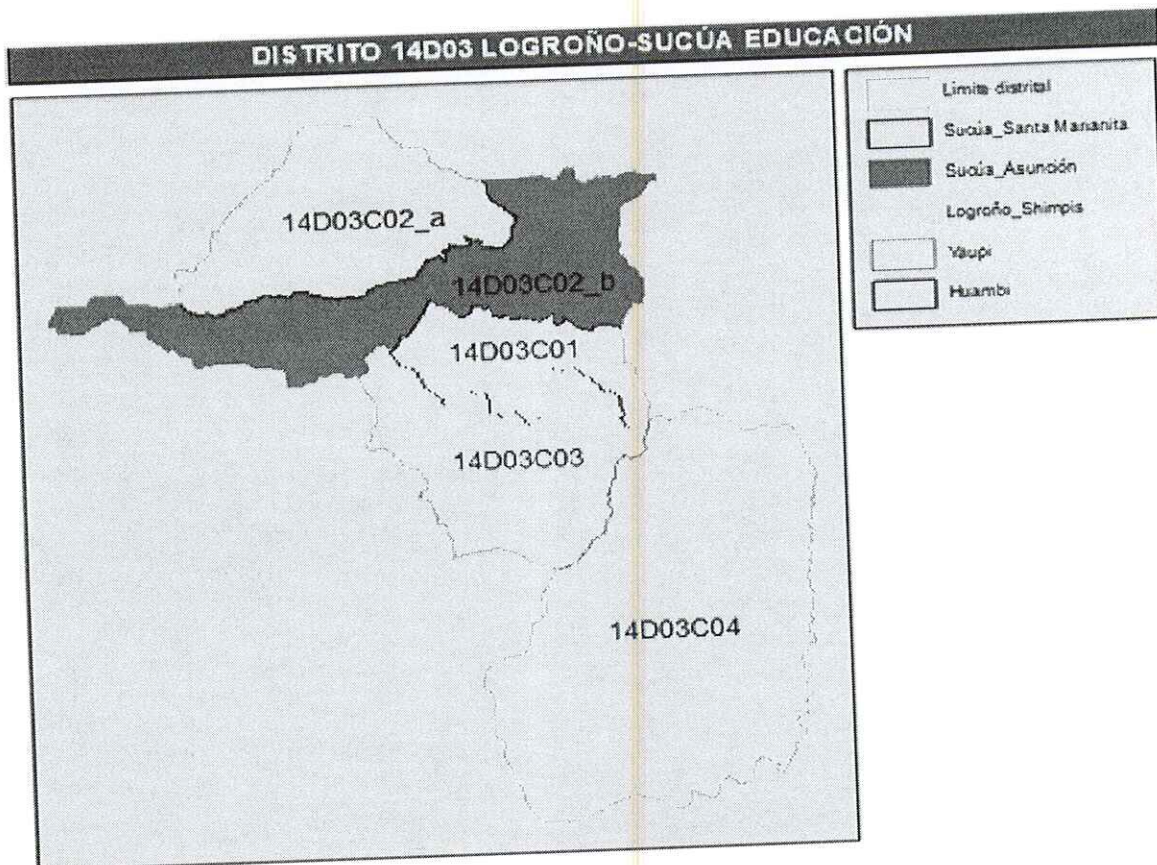 DISTRITO 14D03 LOGROÑO-SUCÚA EDUCACIÓN
Limite distrital
Sucúa_Santa Marianita
Sucúa_Asunción
Logroño_Shimpis
Yaupi
Huambi
14D03C02_a
14D03C02_b
14D03C01
14D03C03
14D03C04